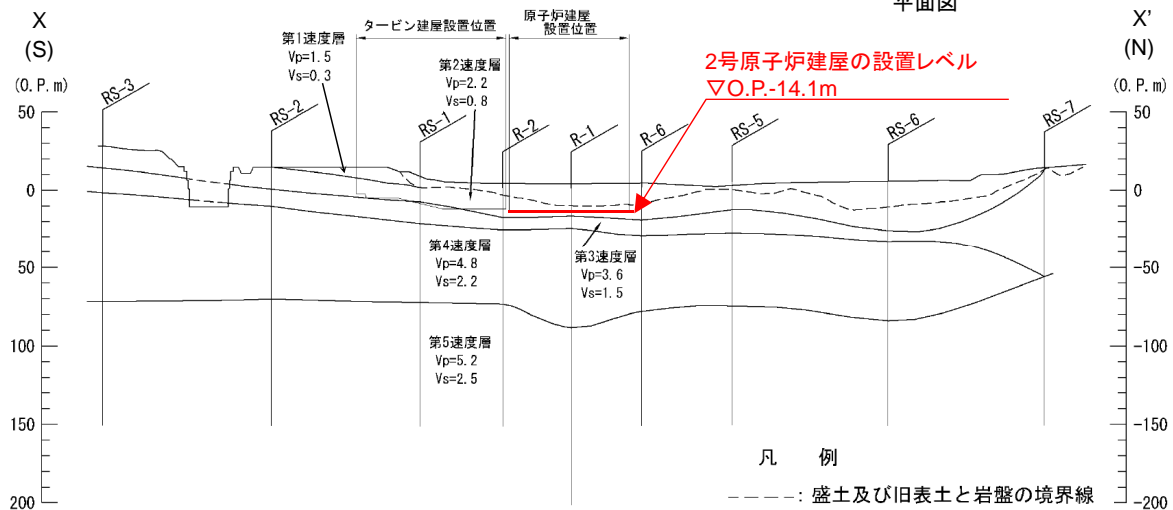 平面図
X
(S)
(O.P.m)
50
0
50
100
150
200
X'
(N)
(O.P.m)
50
0
-50
-100
-150
-200
タービン建屋設置位置
原子炉建屋
設置位置
第1速度層
Vp=1.5
Vs=0.3
第2速度層
Vp=2.2
Vs=0.8
2号原子炉建屋の設置レベル
▽O.P.-14.1m
RS-3
RS-2
RS-1
R-2
R-1
R-6
RS-5
RS-6
RS-7
第4速度層
Vp=4.8
Vs=2.2
第3速度層
Vp=3.6
Vs=1.5
第5速度層
Vp=5.2
Vs=2.5
凡 例
: 盛土及び旧表土と岩盤の境界線